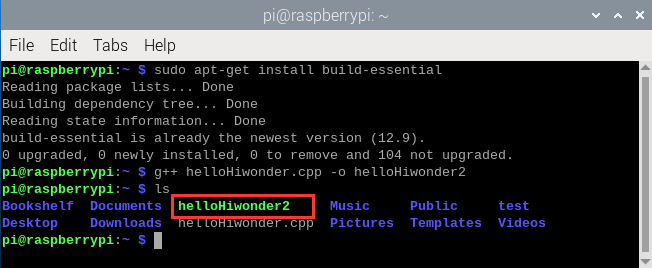 pi@raspberrypi: ~
File Edit Tabs Help
pi@raspberrypi:~ $ sudo apt-get install build-essential
Reading package lists... Done
Building dependency tree... Done
Reading state information... Done
build-essential is already the newest version (12.9).
0 upgraded, 0 newly installed, 0 to remove and 104 not upgraded.
pi@raspberrypi:~ $ g++ helloHiwonder.cpp -o helloHiwonder2
pi@raspberrypi:~ $ ls
Bookshelf Documents helloHiwonder2 Music Public test
Desktop Downloads helloHiwonder.cpp Pictures Templates Videos
pi@raspberrypi:~ $